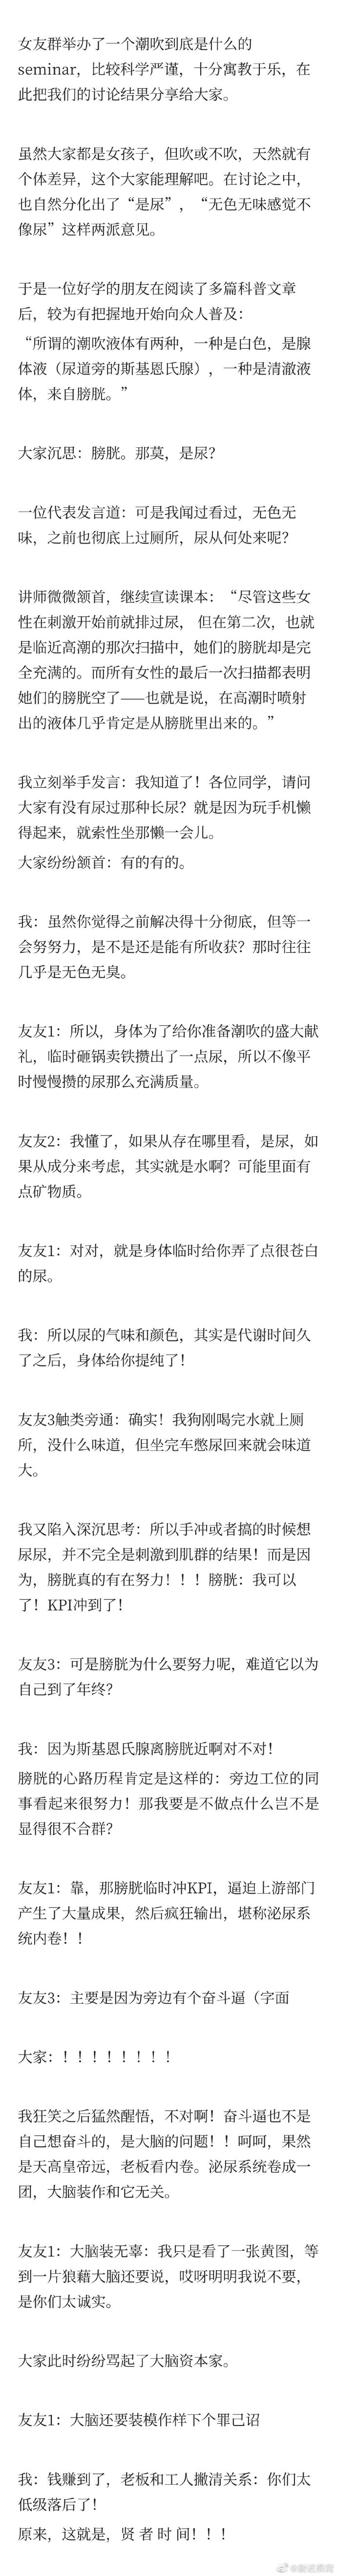 女友群举办了一个潮吹到底是什么的
seminar，比较科学严谨，十分寓教于乐，在
此把我们的讨论结果分享给大家。
虽然大家都是女孩子，但吹或不吹，天然就有
个体差异，这个大家能理解吧。在讨论之中，
也自然分化出了“是尿”，“无色无味感觉不
像尿”这样两派意见。
于是一位好学的朋友在阅读了多篇科普文章
后，较为有把握地开始向众人普及：
“所谓的潮吹液体有两种，一种是白色，是腺
体液（尿道旁的斯基恩氏腺），一种是清澈液
体，来自膀胱。”
大家沉思：膀胱。那莫，是尿？
一位代表发言道：可是我闻过看过，无色无
味，之前也彻底上过厕所，尿从何处来呢？
讲师微微颔首，继续宣读课本：“尽管这些女
性在刺激开始前就排过尿， 但在第二次，也就
是临近高潮的那次扫描中，她们的膀胱却是完
全充满的。而所有女性的最后一次扫描都表明
她们的膀胱空了——也就是说，在高潮时喷射
出的液体几乎肯定是从膀胱里出来的。”
我立刻举手发言：我知道了！各位同学，请问
大家有没有尿过那种长尿？就是因为玩手机懒
得起来，就索性坐那懒一会儿。
大家纷纷颔首：有的有的。
我：虽然你觉得之前解决得十分彻底，但等一
会努努力，是不是还是能有所收获？那时往往
几乎是无色无臭。
友友1：所以，身体为了给你准备潮吹的盛大献
礼，临时砸锅卖铁攒出了一点尿，所以不像平
时慢慢攒的尿那么充满质量。
友友2：我懂了，如果从存在哪里看，是尿，如
果从成分来考虑，其实就是水啊？可能里面有
点矿物质。
友友1：对对，就是身体临时给你弄了点很苍白
的尿。
我：所以尿的气味和颜色，其实是代谢时间久
了之后，身体给你提纯了！
友友3触类旁通：确实！我狗刚喝完水就上厕
所，没什么味道，但坐完车憋尿回来就会味道
大。
我又陷入深沉思考：所以手冲或者搞的时候想
尿尿，并不完全是刺激到肌群的结果！而是因
为，膀胱真的有在努力！！！膀胱：我可以
了！KPI冲到了！
友友3：可是膀胱为什么要努力呢，难道它以为
自己到了年终？
我：因为斯基恩氏腺离膀胱近啊对不对！
膀胱的心路历程肯定是这样的：旁边工位的同
事看起来很努力！那我要是不做点什么岂不是
显得很不合群？
友友1：靠，那膀胱临时冲KPI，逼迫上游部门
产生了大量成果，然后疯狂输出，堪称泌尿系
统内卷！！
友友3：主要是因为旁边有个奋斗逼（字面
大家：！！！！！！！！
我狂笑之后猛然醒悟，不对啊！奋斗逼也不是
自己想奋斗的，是大脑的问题！！呵呵，果然
是天高皇帝远，老板看内卷。泌尿系统卷成一
团，大脑装作和它无关。
友友1：大脑装无辜：我只是看了一张黄图，等
到一片狼藉大脑还要说，哎呀明明我说不要，
是你们太诚实。
大家此时纷纷骂起了大脑资本家。
友友1：大脑还要装模作样下个罪己诏
我：钱赚到了，老板和工人撇清关系：你们太
低级落后了！
原来，这就是，贤 者 时 间！！！